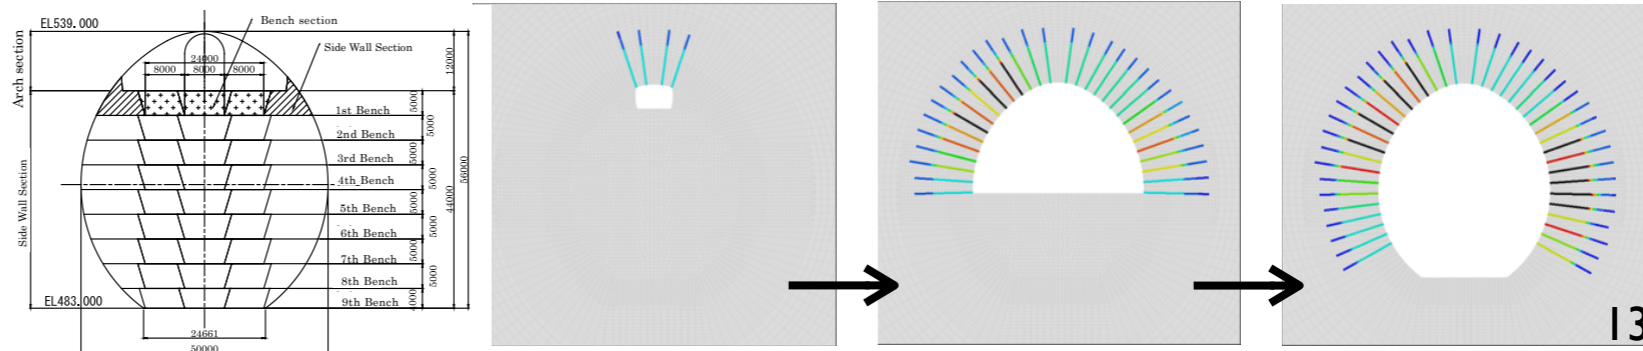 EL539.000
Bench section
Side Wall Section
Arch section
24000
8000
8000
8000
12000
5000
1st Bench
5000
2nd Bench
5000
3rd Bench
5000
4th Bench
5000
5th Bench
5000
6th Bench
5000
7th Bench
5000
8th Bench
4000
9th Bench
44000
56000
Side Wall Section
EL483.000
24661
50000
13